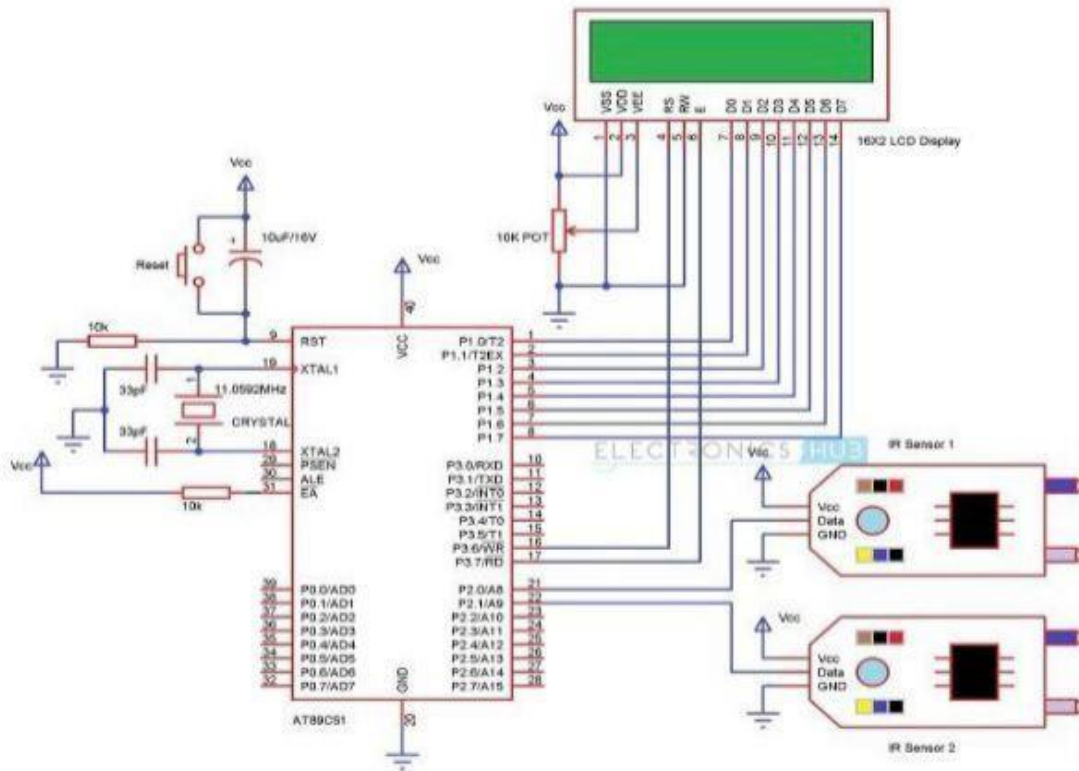 VSS
VDD
VEE
RS
RW
E
D0
D1
D2
D3
D4
D5
D6
D7
1
2
3
4
5
6
7
8
9
10
11
12
13
14
16X2 LCD Display
Vcc
10K POT
Vcc
10uF/16V
Reset
Vcc
40
VCC
10k
9
RST
19
XTAL1
33pF
1
11.0592MHz
CRYSTAL
33pF
2
18
XTAL2
29
PSEN
30
ALE
31
EA
Vcc
10k
39
P0.0/AD0
38
P0.1/AD1
37
P0.2/AD2
36
P0.3/AD3
35
P0.4/AD4
34
P0.5/AD5
33
P0.6/AD6
32
P0.7/AD7
P1.0/T2
1
P1.1/T2EX
2
P1.2
3
P1.3
4
P1.4
5
P1.5
6
P1.6
7
P1.7
8
P3.0/RXD
10
P3.1/TXD
11
P3.2/INT0
12
P3.3/INT1
13
P3.4/T0
14
P3.5/T1
15
P3.6/WR
16
P3.7/RD
17
P2.0/A8
21
P2.1/A9
22
P2.2/A10
23
P2.3/A11
24
P2.4/A12
25
P2.5/A13
26
P2.6/A14
27
P2.7/A15
28
GND
20
AT89C51
ELECTRONICS HUB
IR Sensor 1
Vcc
Vcc
Data
GND
Vcc
Vcc
Data
GND
IR Sensor 2